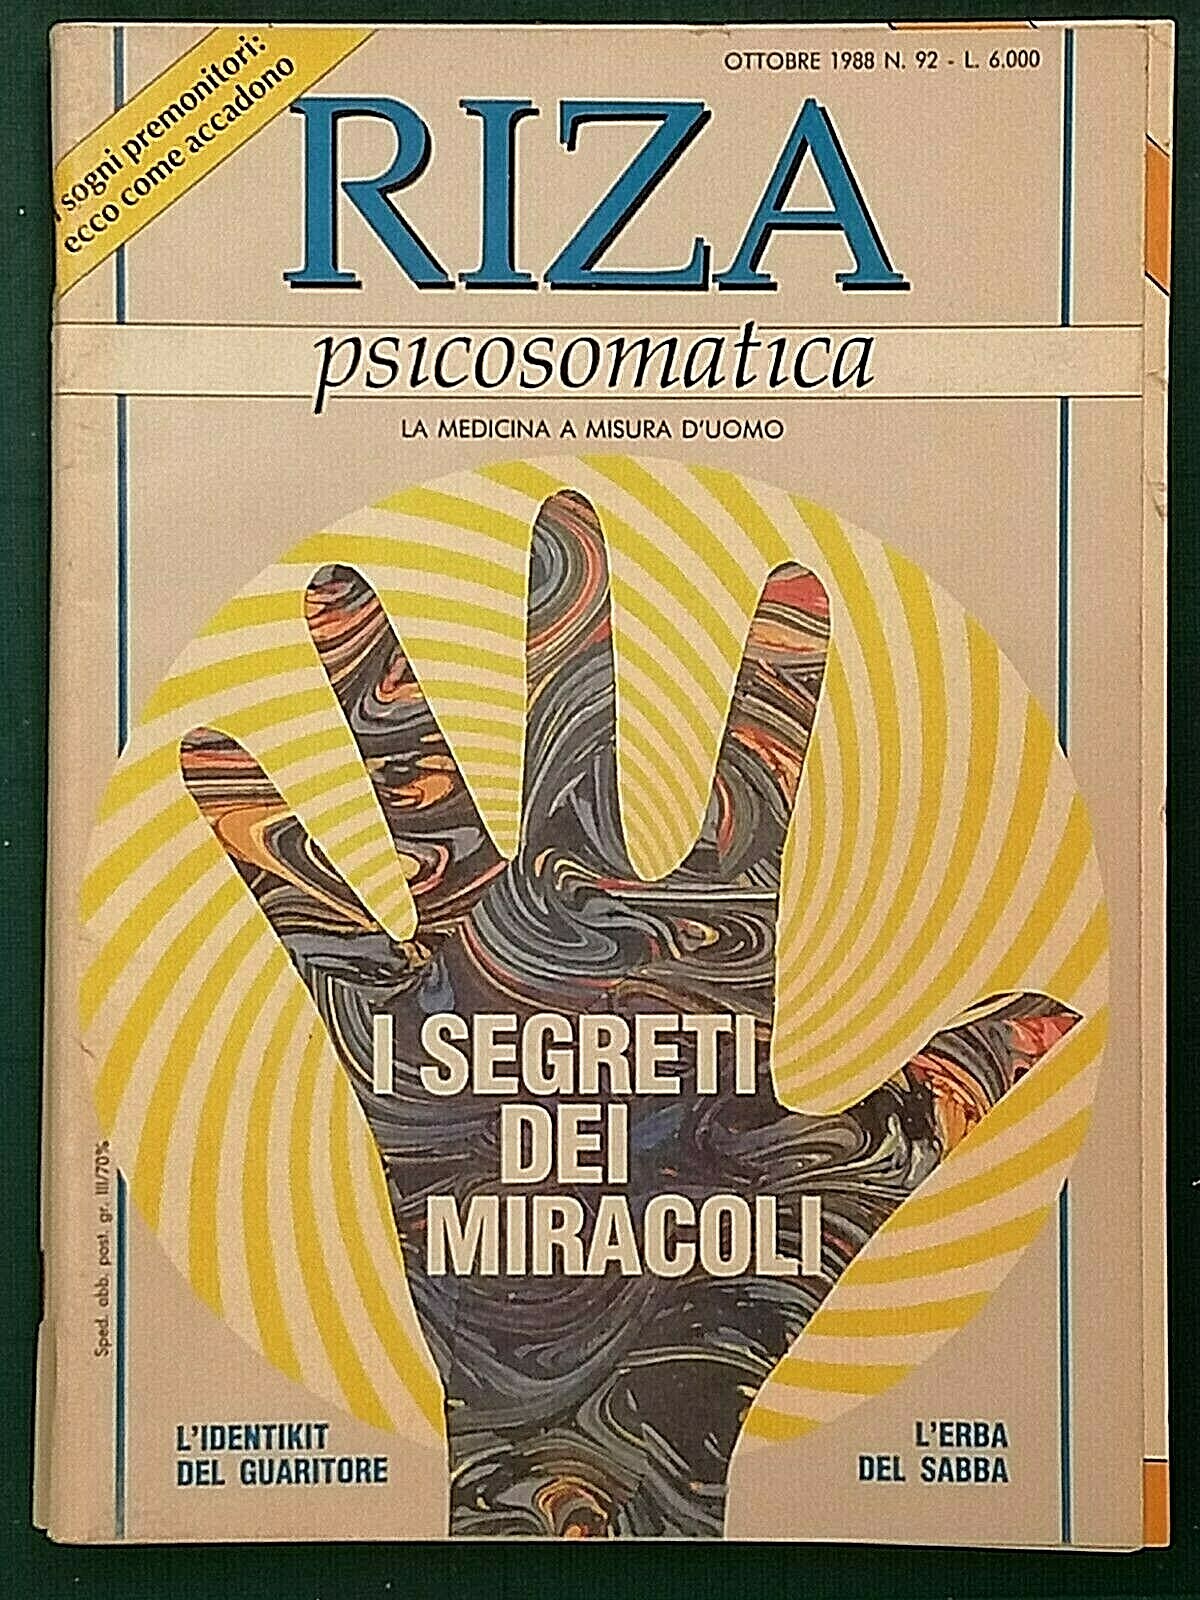 I sogni premonitori:
ecco come accadono
OTTOBRE 1988 N. 92 - L. 6.000
RIZA
psicosomatica
LA MEDICINA A MISURA D'UOMO
I SEGRETI
DEI
MIRACOLI
Sped. abb. post. gr. III/70%
L'IDENTIKIT
DEL GUARITORE
L'ERBA
DEL SABBA